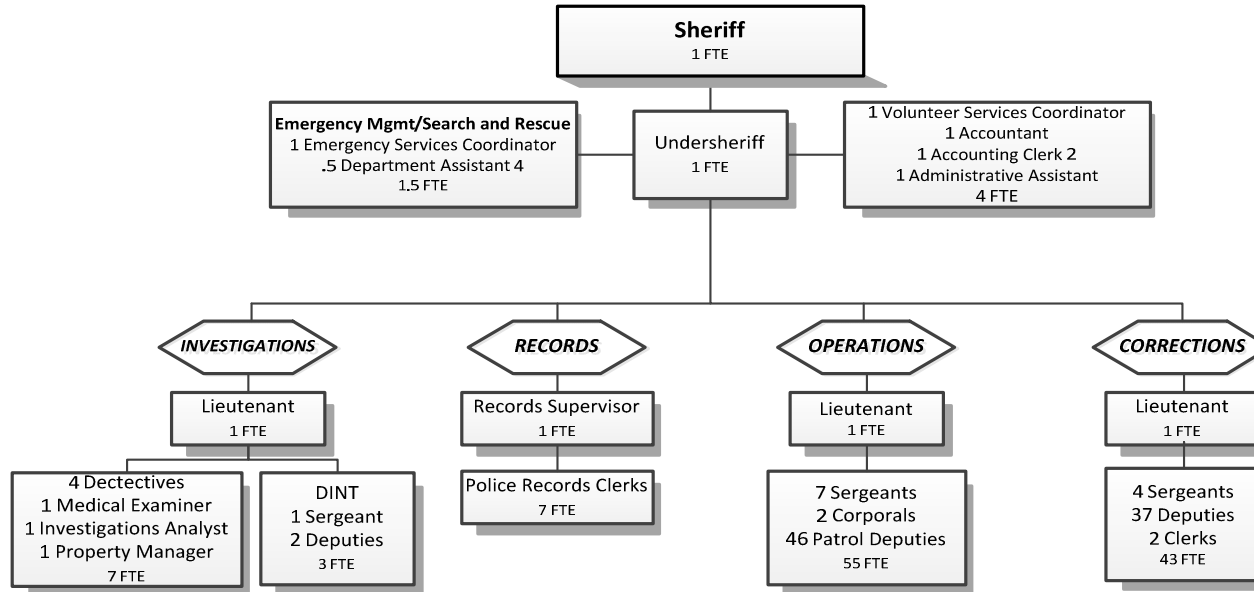 Sheriff
1 FTE
Emergency Mgmt/Search and Rescue
1 Emergency Services Coordinator
.5 Department Assistant 4
1.5 FTE
Undersheriff
1 FTE
1 Volunteer Services Coordinator
1 Accountant
1 Accounting Clerk 2
1 Administrative Assistant
4 FTE
INVESTIGATIONS
Lieutenant
1 FTE
4 Dectectives
1 Medical Examiner
1 Investigations Analyst
1 Property Manager
7 FTE
DINT
1 Sergeant
2 Deputies
3 FTE
RECORDS
Records Supervisor
1 FTE
Police Records Clerks
7 FTE
OPERATIONS
Lieutenant
1 FTE
7 Sergeants
2 Corporals
46 Patrol Deputies
55 FTE
CORRECTIONS
Lieutenant
1 FTE
4 Sergeants
37 Deputies
2 Clerks
43 FTE